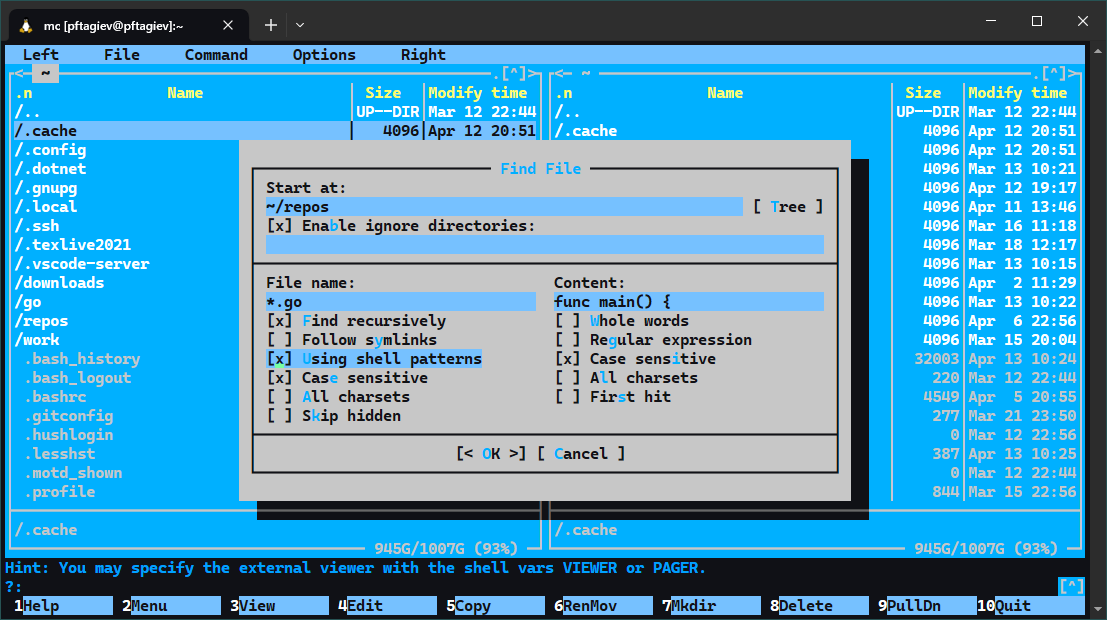 mc [pftagiev@pftagiev]:~
Left File Command Options Right
<— ~ .[^]> <— ~ .[^]>
.n Name Size Modify time .n Name Size Modify time
/.. UP--DIR Mar 12 22:44 /.. UP--DIR Mar 12 22:44
/.cache 4096 Apr 12 20:51 /.cache 4096 Apr 12 20:51
/.config 4096 Apr 12 20:51
/.dotnet 4096 Mar 13 10:21
/.gnupg 4096 Apr 12 19:17
/.local 4096 Apr 11 13:46
/.ssh 4096 Mar 16 11:18
/.texlive2021 4096 Mar 18 12:17
/.vscode-server 4096 Mar 13 10:15
/downloads 4096 Apr 2 11:29
/go 4096 Mar 13 10:22
/repos 4096 Apr 6 22:56
/work 4096 Mar 15 20:04
.bash_history 32003 Apr 13 10:24
.bash_logout 220 Mar 12 22:44
.bashrc 4549 Apr 5 20:55
.gitconfig 277 Mar 21 23:50
.hushlogin 0 Mar 12 22:56
.lesshst 387 Apr 13 10:25
.motd_shown 0 Mar 12 22:44
.profile 844 Mar 15 22:56
Find File
Start at:
~/repos [ Tree ]
[x] Enable ignore directories:
File name: Content:
*.go func main() {
[x] Find recursively [ ] Whole words
[ ] Follow symlinks [ ] Regular expression
[x] Using shell patterns [x] Case sensitive
[x] Case sensitive [ ] All charsets
[ ] All charsets [ ] First hit
[ ] Skip hidden
[< OK >] [ Cancel ]
/.cache /.cache
945G/1007G (93%) 945G/1007G (93%)
Hint: You may specify the external viewer with the shell vars VIEWER or PAGER.
?: [^]
1Help 2Menu 3View 4Edit 5Copy 6RenMov 7Mkdir 8Delete 9PullDn 10Quit